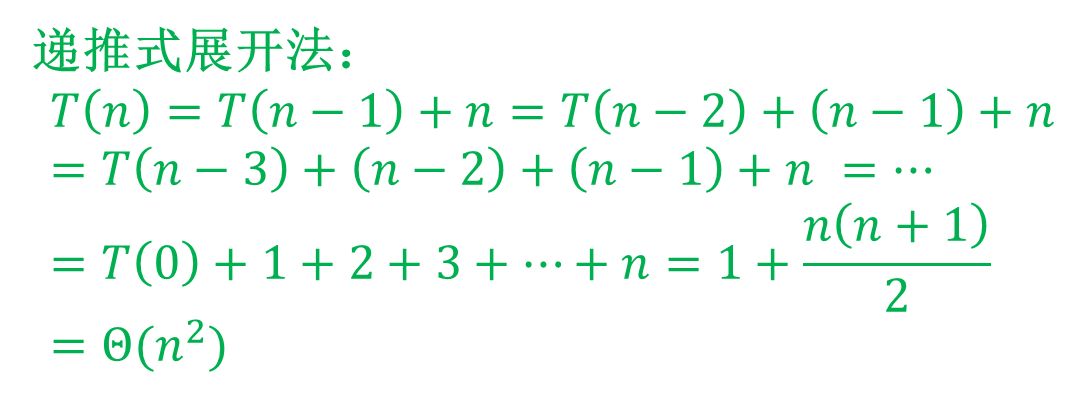 递推式展开法：
T(n) = T(n − 1) + n = T(n − 2) + (n − 1) + n
= T(n − 3) + (n − 2) + (n − 1) + n = ⋯
= T(0) + 1 + 2 + 3 + ⋯ + n = 1 + n(n + 1)/2
= Θ(n²)